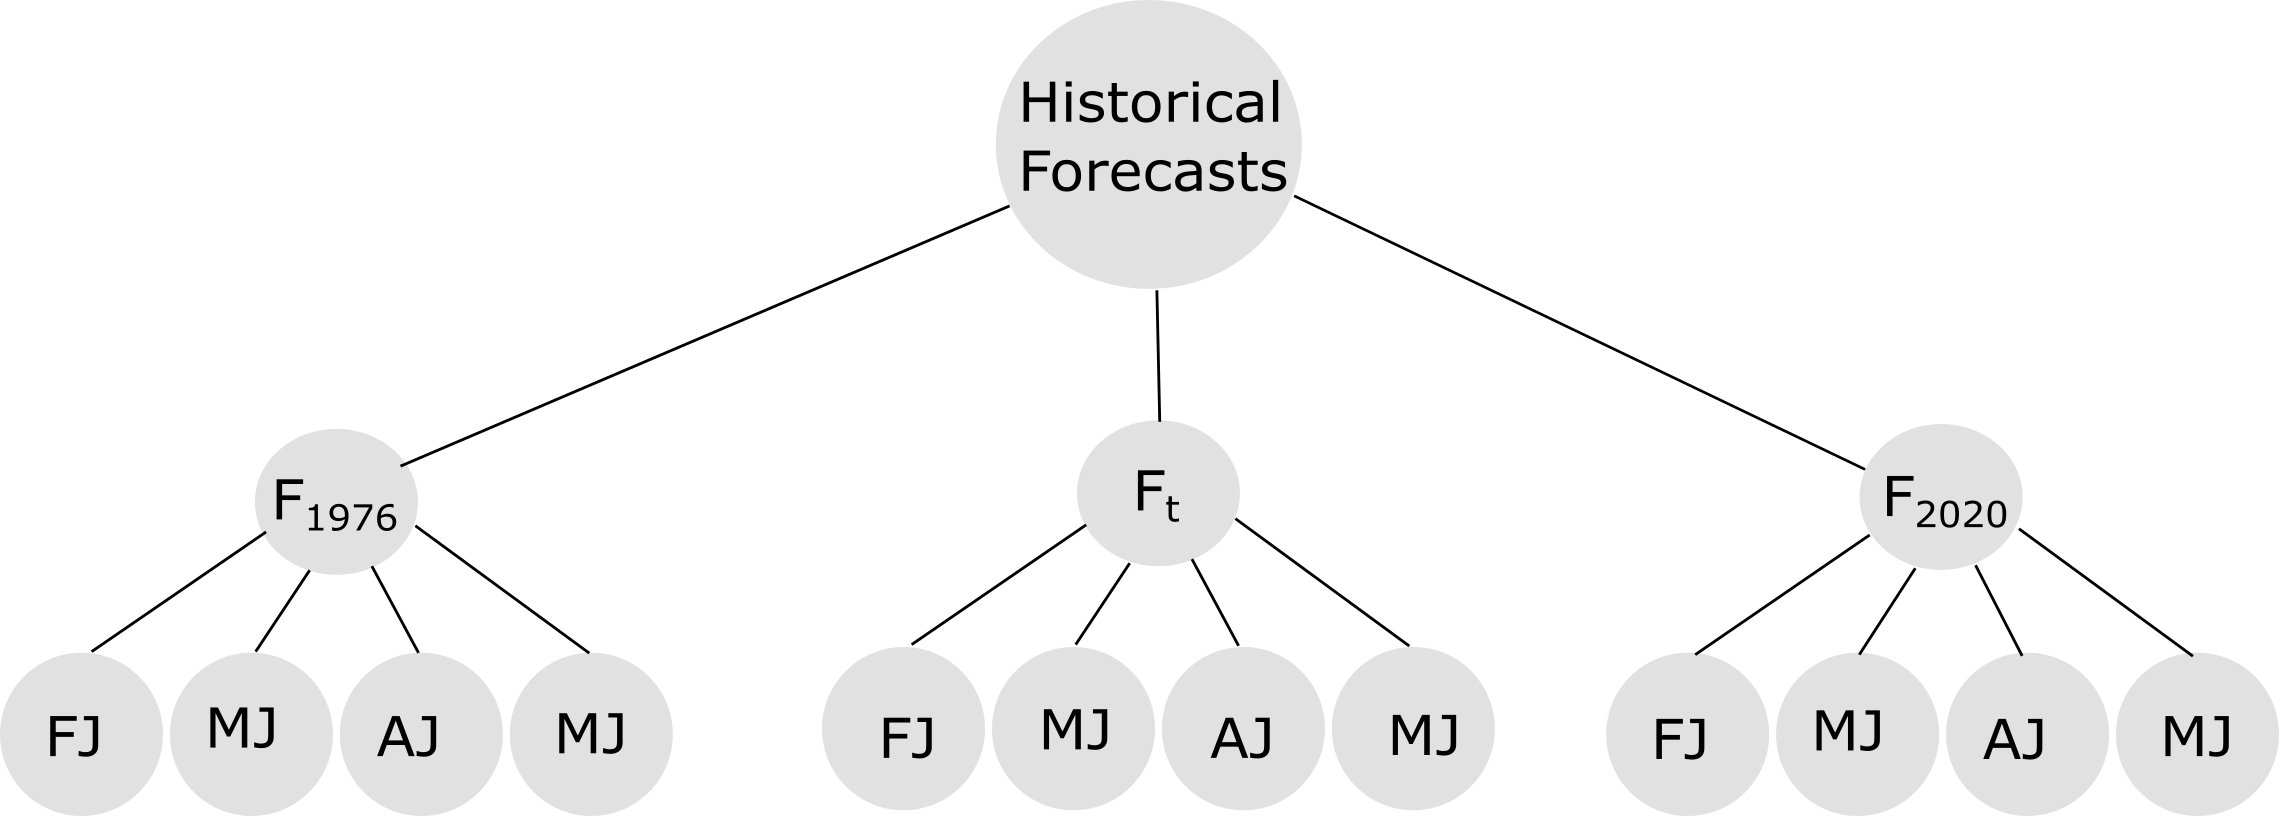 Historical
Forecasts
F1976
Ft
F2020
FJ MJ AJ MJ
FJ MJ AJ MJ
FJ MJ AJ MJ